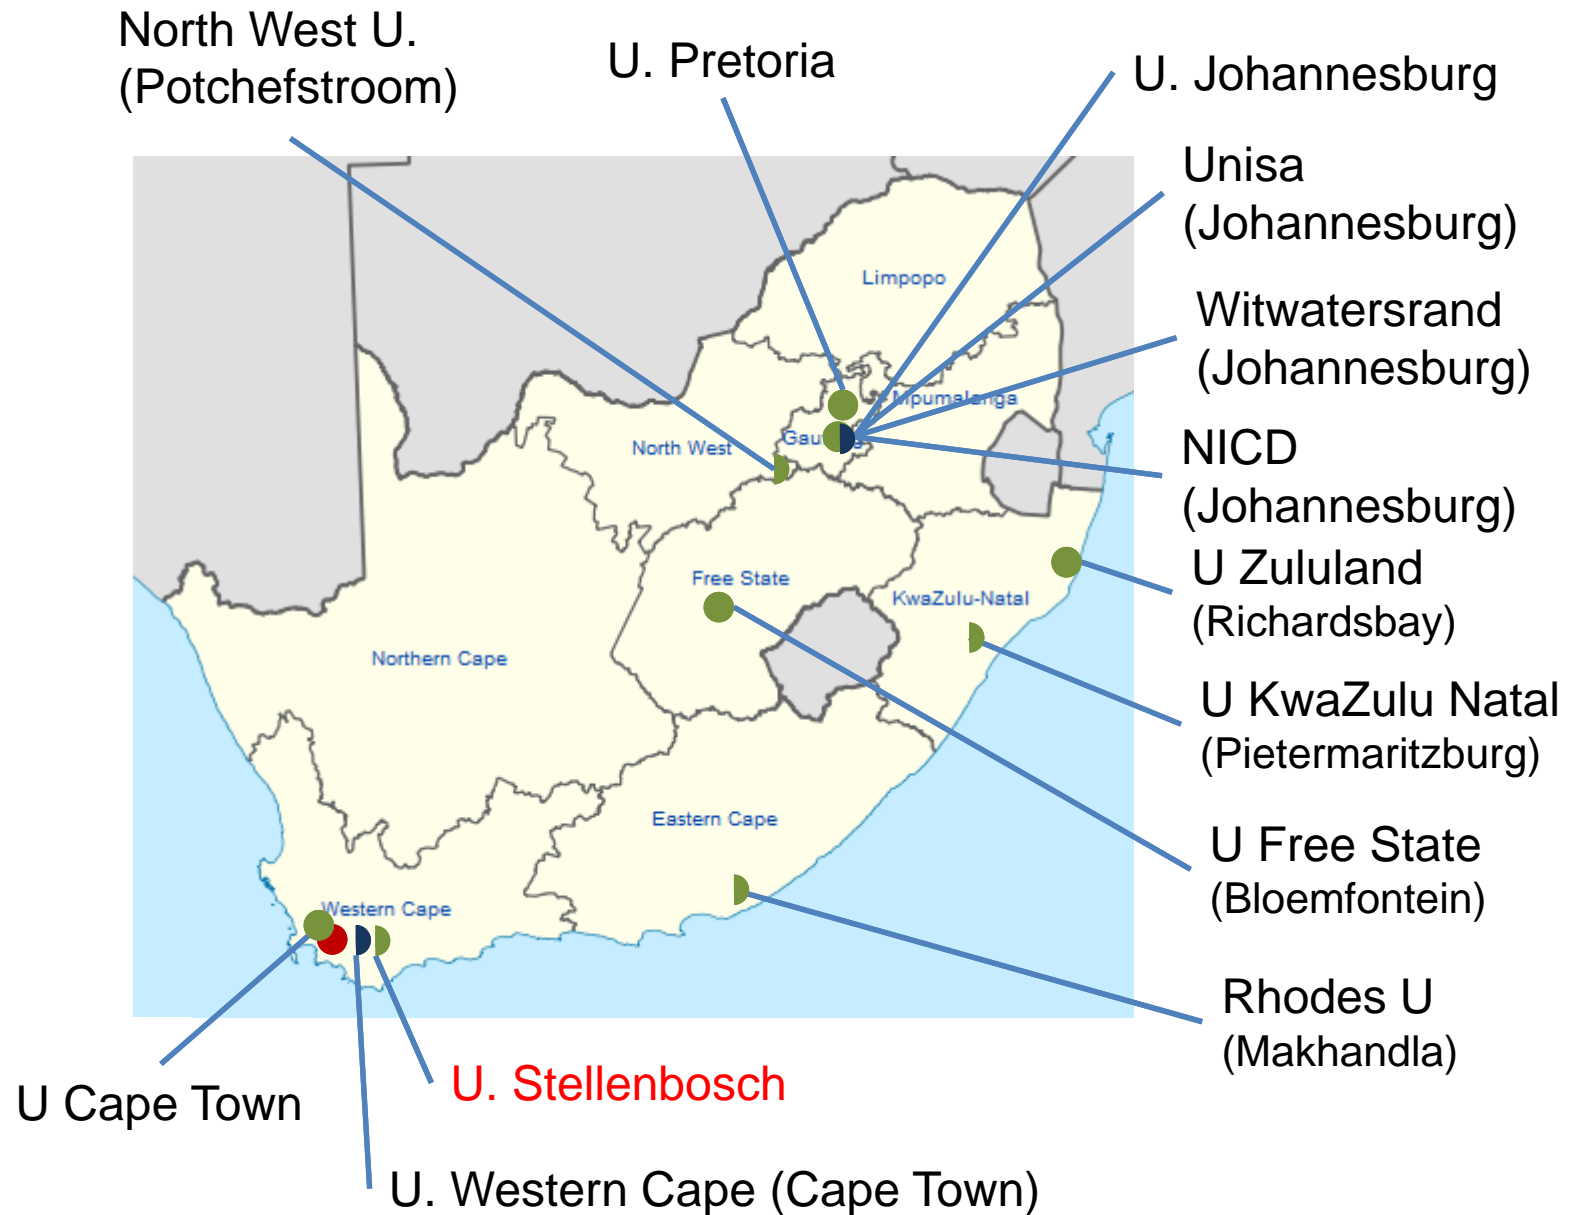 North West U.
(Potchefstroom)
U. Pretoria
U. Johannesburg
Unisa
(Johannesburg)
Witwatersrand
(Johannesburg)
NICD
(Johannesburg)
U Zululand
(Richardsbay)
U KwaZulu Natal
(Pietermaritzburg)
U Free State
(Bloemfontein)
Rhodes U
(Makhandla)
Limpopo
Mpumalanga
North West
Free State
KwaZulu-Natal
Northern Cape
Eastern Cape
Western Cape
U Cape Town
U. Stellenbosch
U. Western Cape (Cape Town)